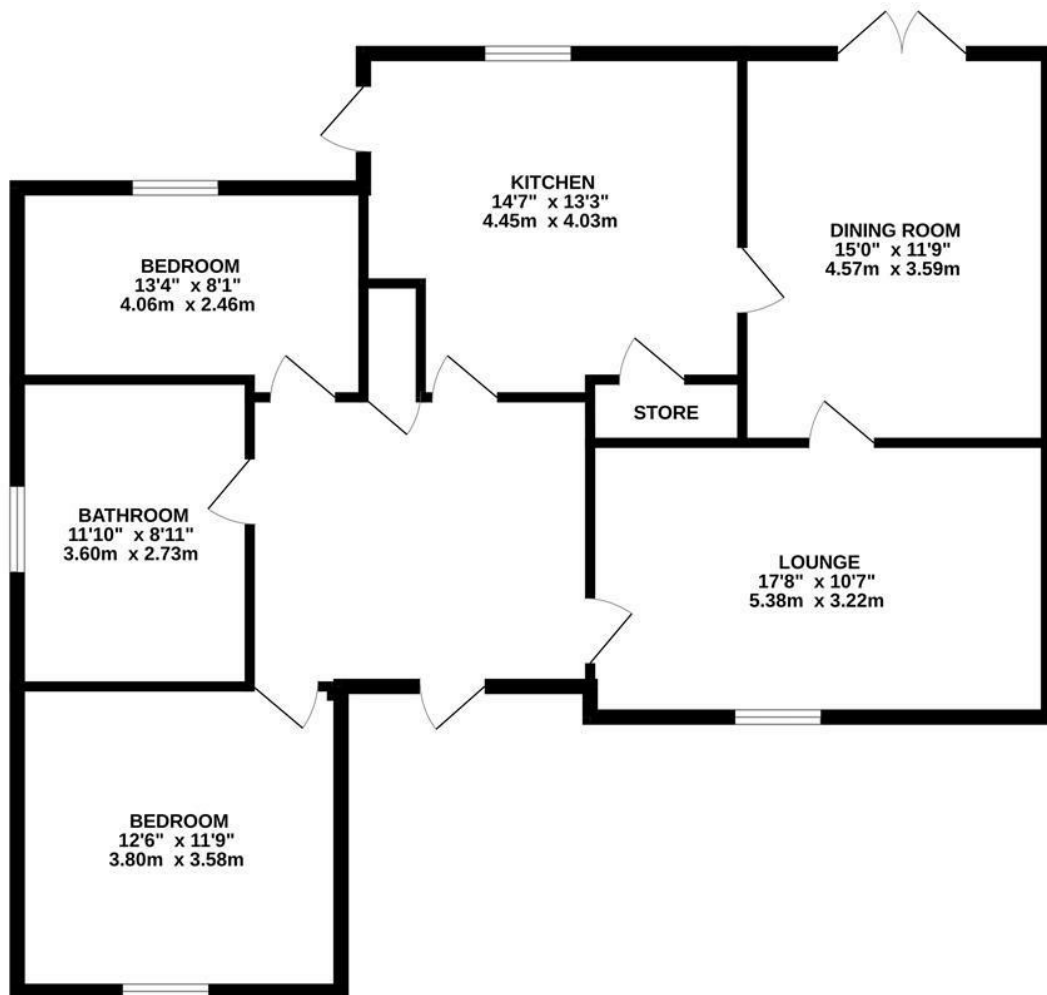 KITCHEN
14'7" x 13'3"
4.45m x 4.03m
DINING ROOM
15'0" x 11'9"
4.57m x 3.59m
BEDROOM
13'4" x 8'1"
4.06m x 2.46m
STORE
BATHROOM
11'10" x 8'11"
3.60m x 2.73m
LOUNGE
17'8" x 10'7"
5.38m x 3.22m
BEDROOM
12'6" x 11'9"
3.80m x 3.58m